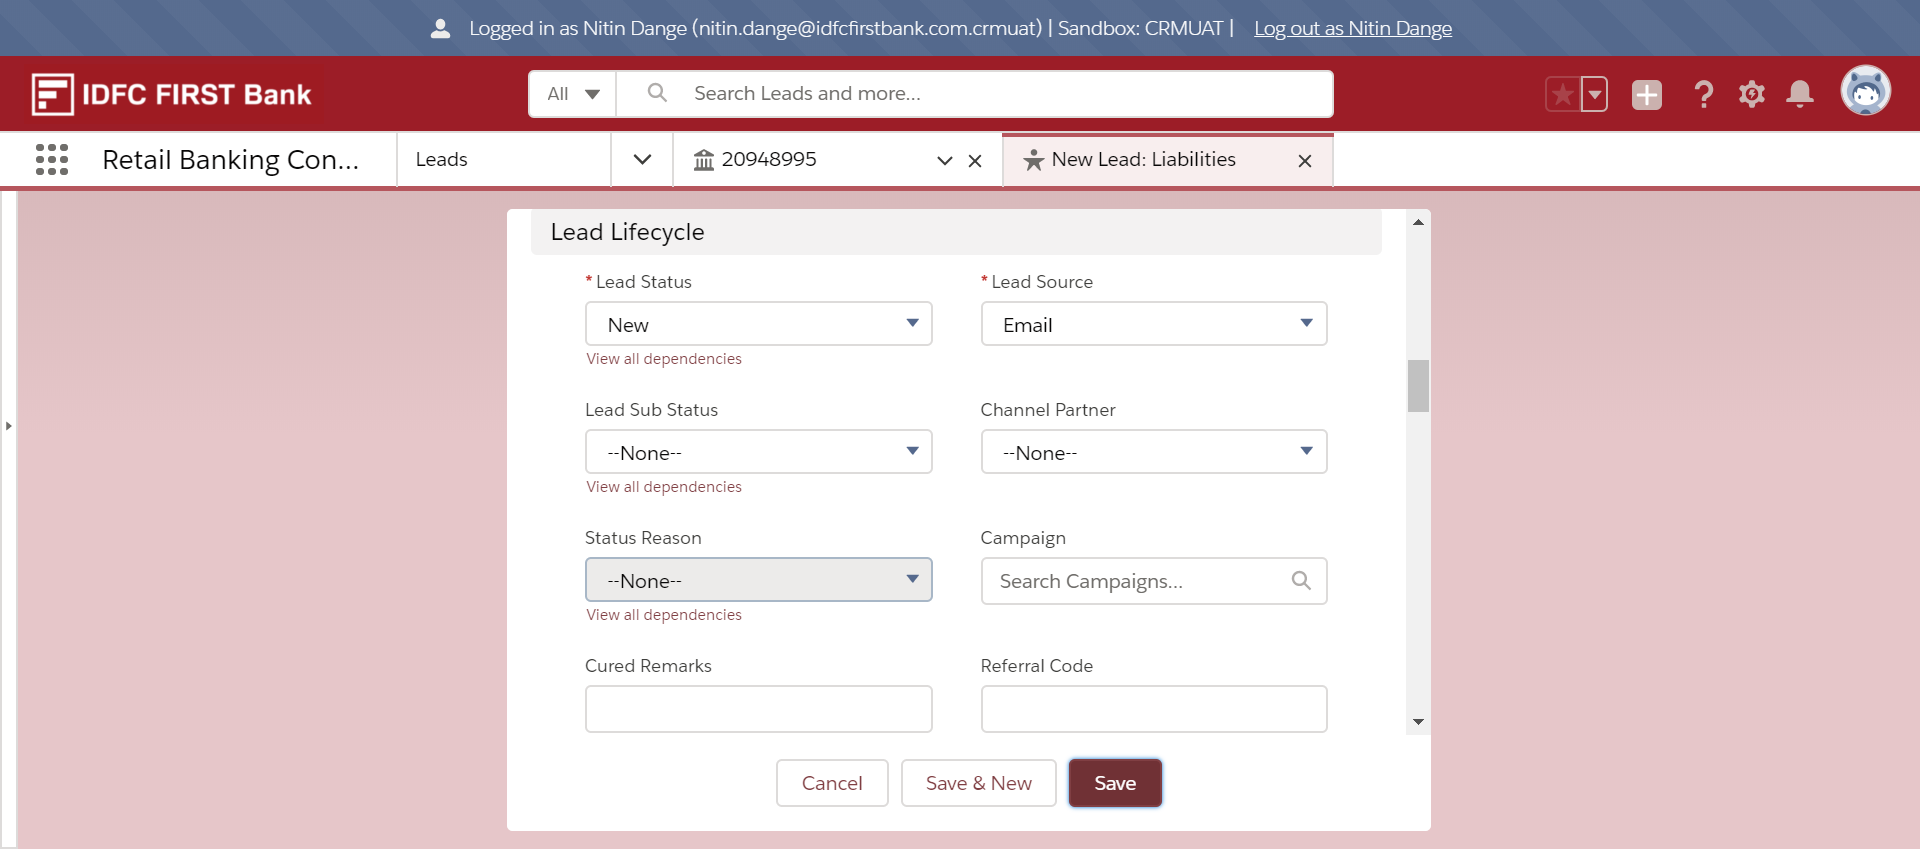 Logged in as Nitin Dange (nitin.dange@idfcfirstbank.com.crmuat) | Sandbox: CRMUAT | Log out as Nitin Dange
IDFC FIRST Bank
All
Search Leads and more...
Retail Banking Con...
Leads
20948995
New Lead: Liabilities
Lead Lifecycle
* Lead Status
* Lead Source
New
Email
View all dependencies
Lead Sub Status
Channel Partner
--None--
--None--
View all dependencies
Status Reason
Campaign
--None--
Search Campaigns...
View all dependencies
Cured Remarks
Referral Code
Cancel
Save & New
Save